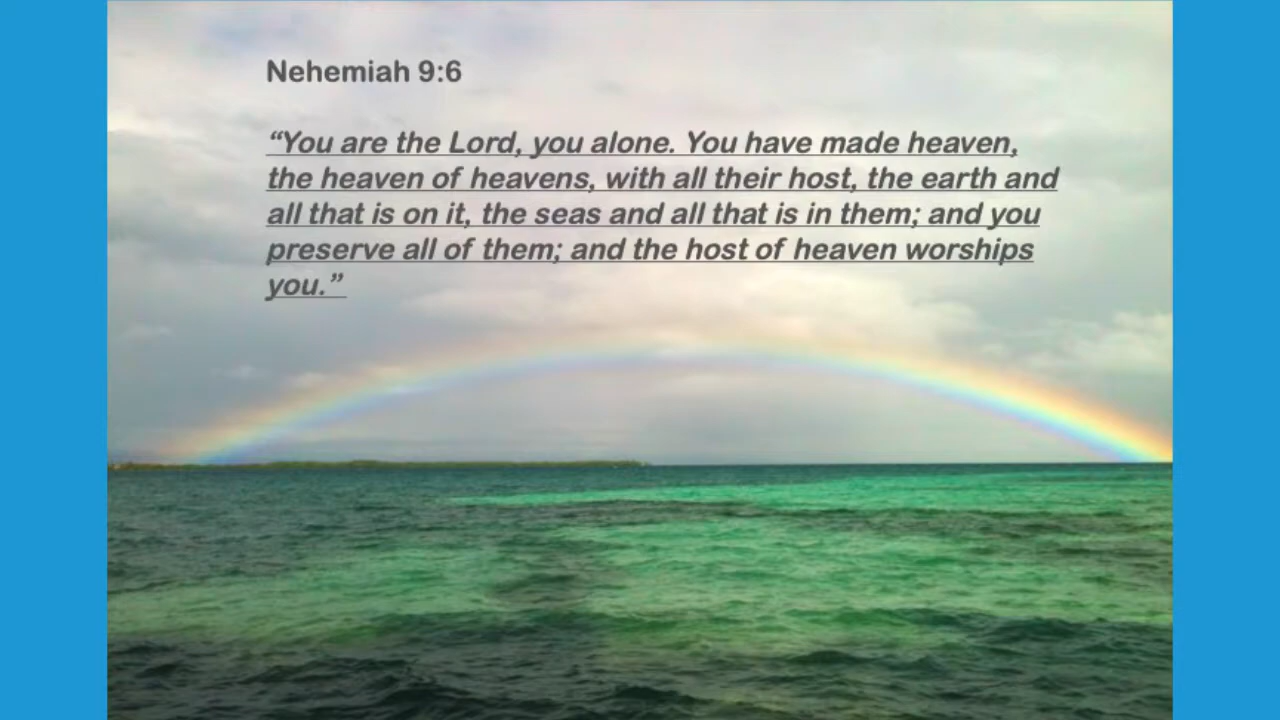 Nehemiah 9:6
“You are the Lord, you alone. You have made heaven,
the heaven of heavens, with all their host, the earth and
all that is on it, the seas and all that is in them; and you
preserve all of them; and the host of heaven worships
you.”